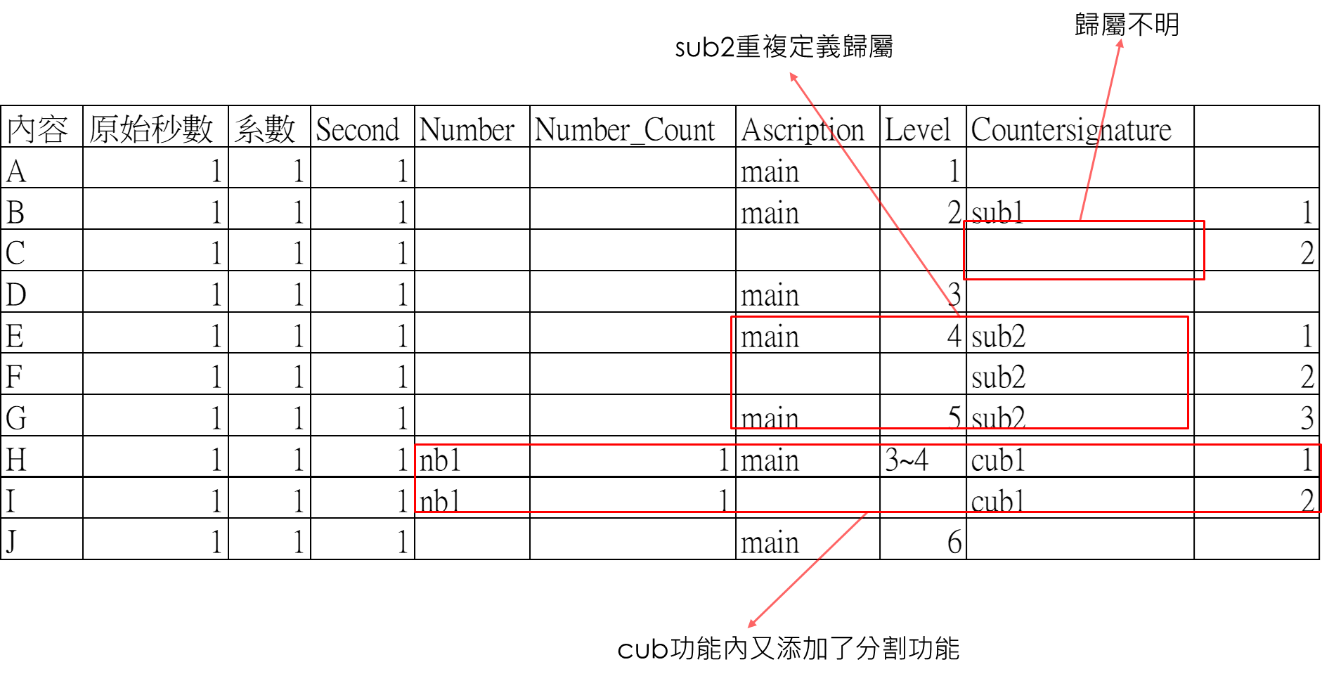 歸屬不明
sub2重複定義歸屬
內容 原始秒數 系數 Second Number Number_Count Ascription Level Countersignature
A 1 1 1 main 1
B 1 1 1 main 2 sub1 1
C 1 1 1 2
D 1 1 1 main 3
E 1 1 1 main 4 sub2 1
F 1 1 1 sub2 2
G 1 1 1 main 5 sub2 3
H 1 1 1 nb1 1 main 3~4 cub1 1
I 1 1 1 nb1 1 cub1 2
J 1 1 1 main 6
cub功能內又添加了分割功能